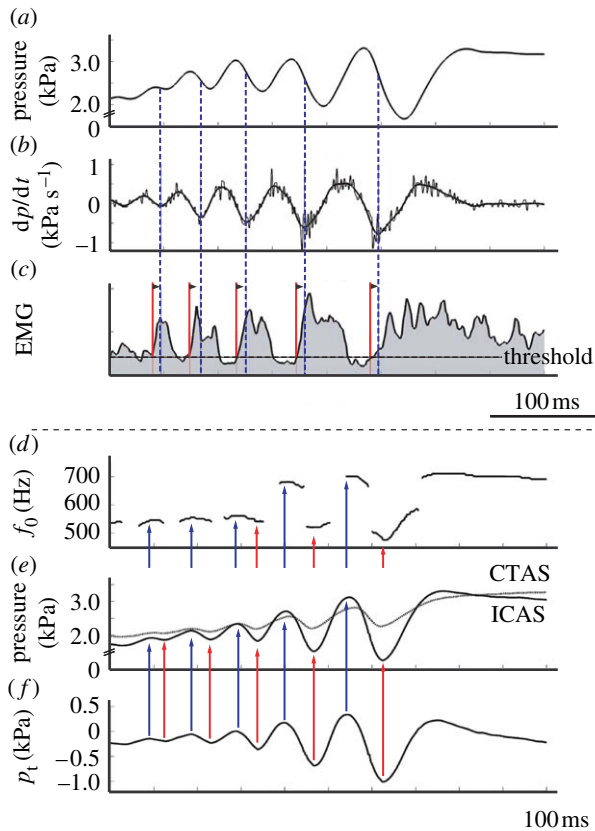 (a)
pressure
(kPa)
3.0
2.0
0
(b)
dp/dt
(kPa s⁻¹)
1
0
−1
(c)
EMG
threshold
100 ms
(d)
f₀ (Hz)
700
600
500
(e)
pressure
(kPa)
3.0
2.0
0
CTAS
ICAS
(f)
pₜ (kPa)
0.5
0
−0.5
−1.0
100 ms